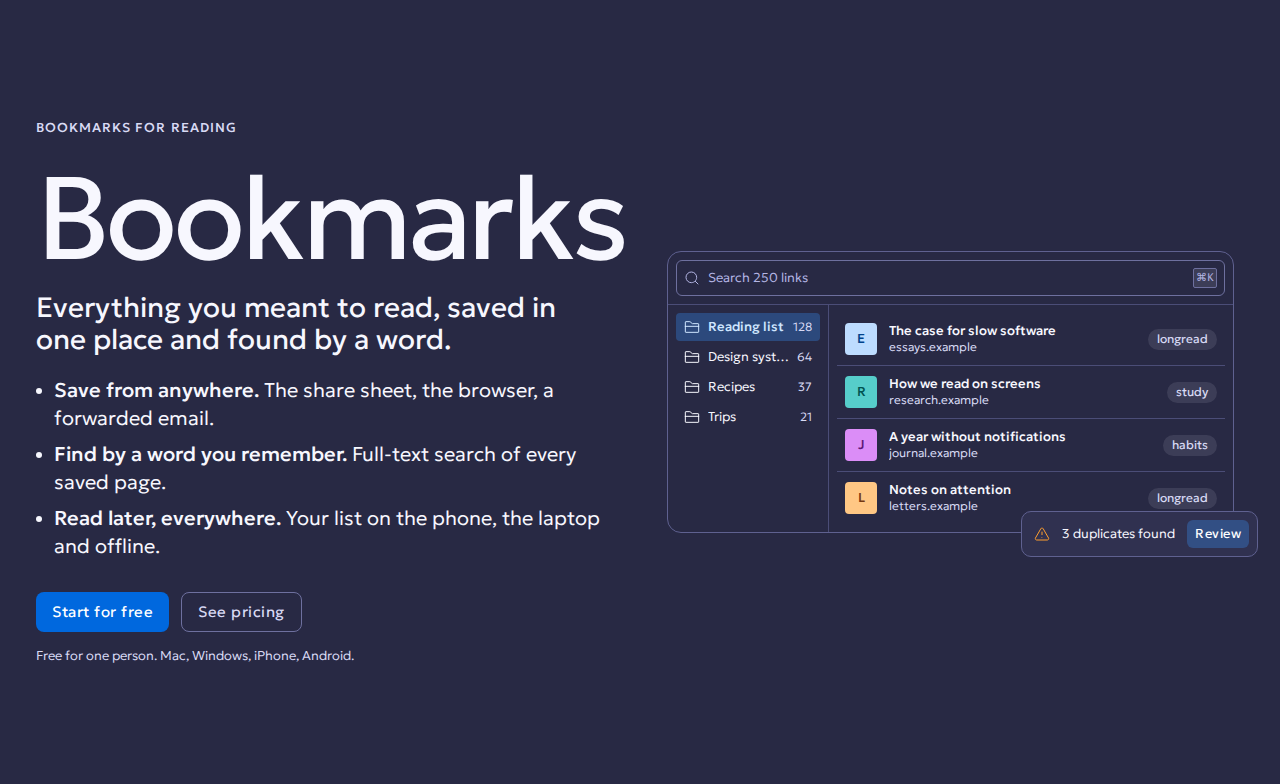 BOOKMARKS FOR READING
Bookmarks
Everything you meant to read, saved in
one place and found by a word.
• Save from anywhere. The share sheet, the browser, a
forwarded email.
• Find by a word you remember. Full-text search of every
saved page.
• Read later, everywhere. Your list on the phone, the laptop
and offline.
Start for free
See pricing
Free for one person. Mac, Windows, iPhone, Android.
Search 250 links
⌘K
Reading list 128
Design syst... 64
Recipes 37
Trips 21
E
The case for slow software
essays.example
longread
R
How we read on screens
research.example
study
J
A year without notifications
journal.example
habits
L
Notes on attention
letters.example
longread
3 duplicates found
Review